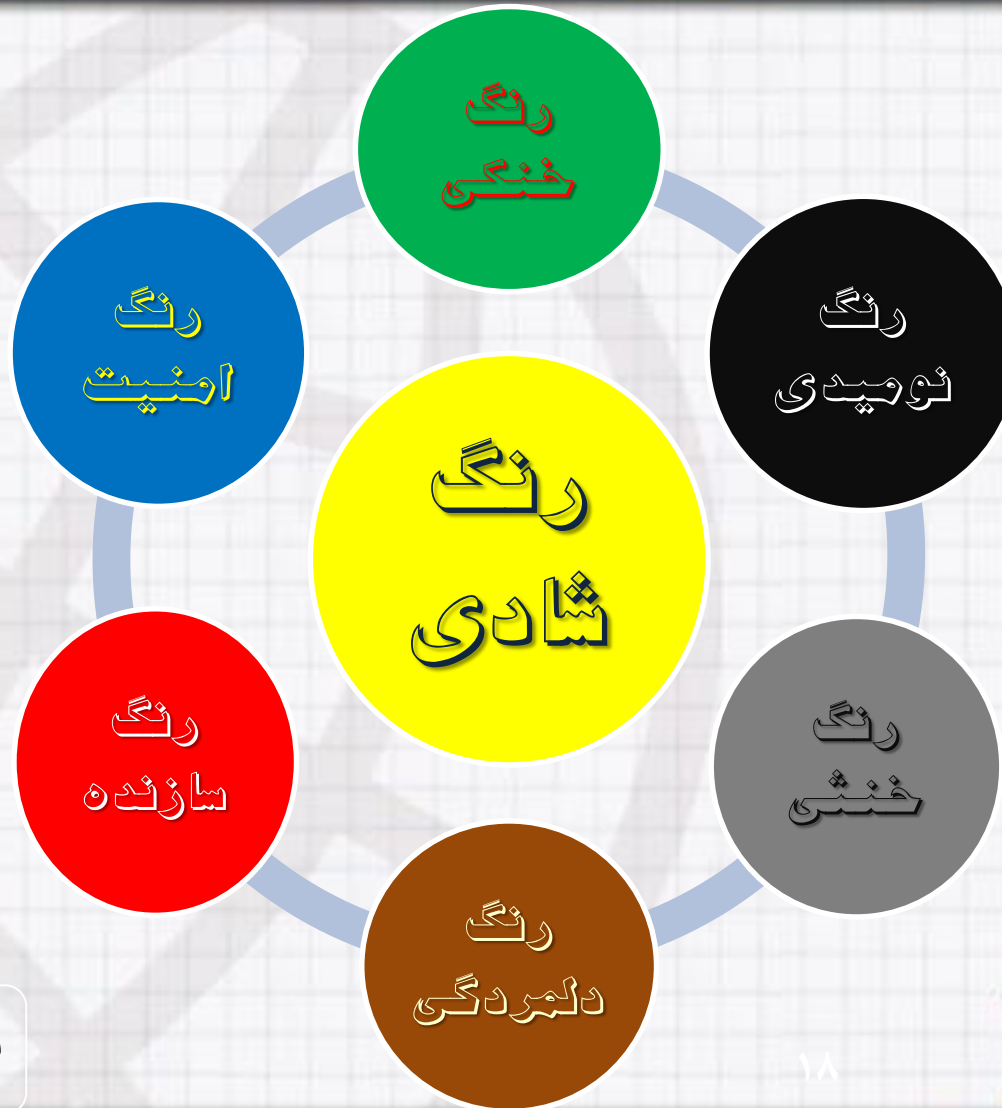 رنگ
خنکی
رنگ
نومیدی
رنگ
امنیت
رنگ
شادی
رنگ
خنثی
رنگ
سازنده
رنگ
دلمردگی
۱۸